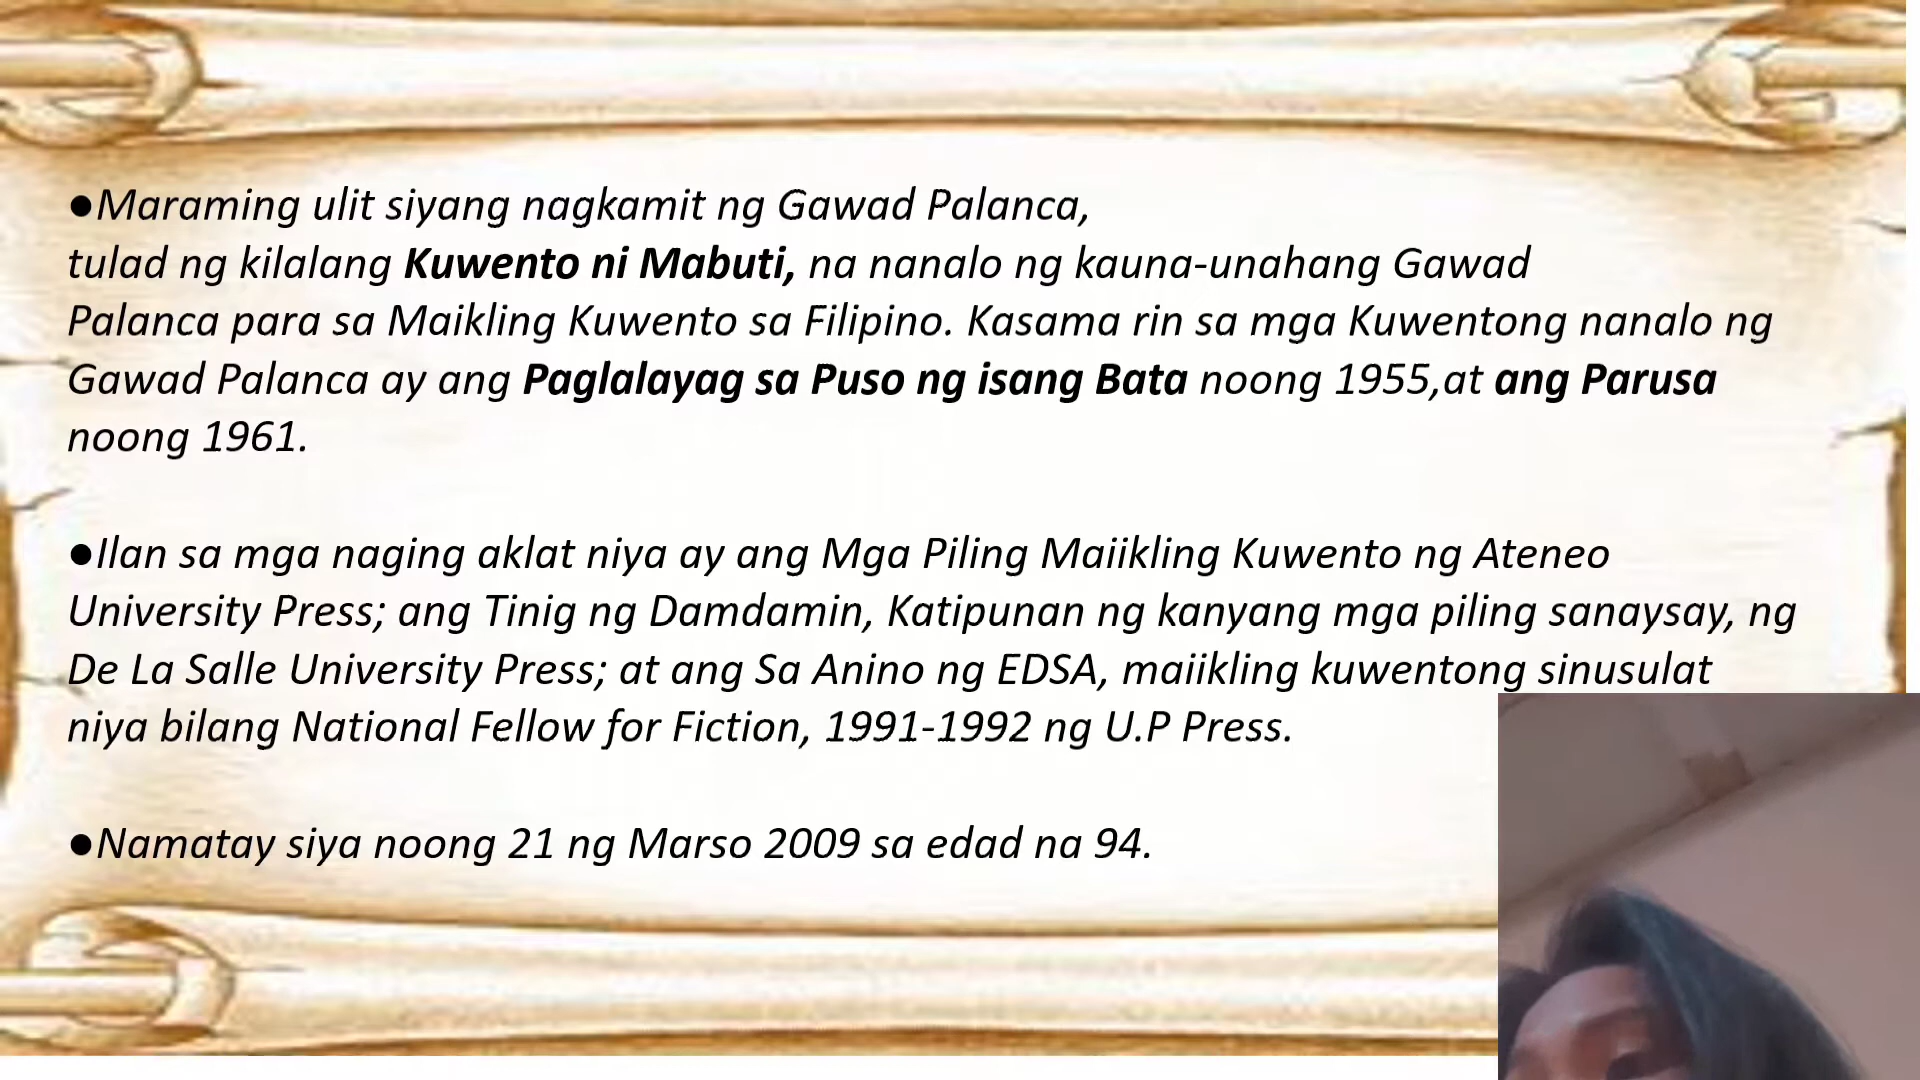 ●Maraming ulit siyang nagkamit ng Gawad Palanca,
tulad ng kilalang Kuwento ni Mabuti, na nanalo ng kauna-unahang Gawad
Palanca para sa Maikling Kuwento sa Filipino. Kasama rin sa mga Kuwentong nanalo ng
Gawad Palanca ay ang Paglalayag sa Puso ng isang Bata noong 1955,at ang Parusa
noong 1961.
●Ilan sa mga naging aklat niya ay ang Mga Piling Maiikling Kuwento ng Ateneo
University Press; ang Tinig ng Damdamin, Katipunan ng kanyang mga piling sanaysay, ng
De La Salle University Press; at ang Sa Anino ng EDSA, maiikling kuwentong sinusulat
niya bilang National Fellow for Fiction, 1991-1992 ng U.P Press.
●Namatay siya noong 21 ng Marso 2009 sa edad na 94.